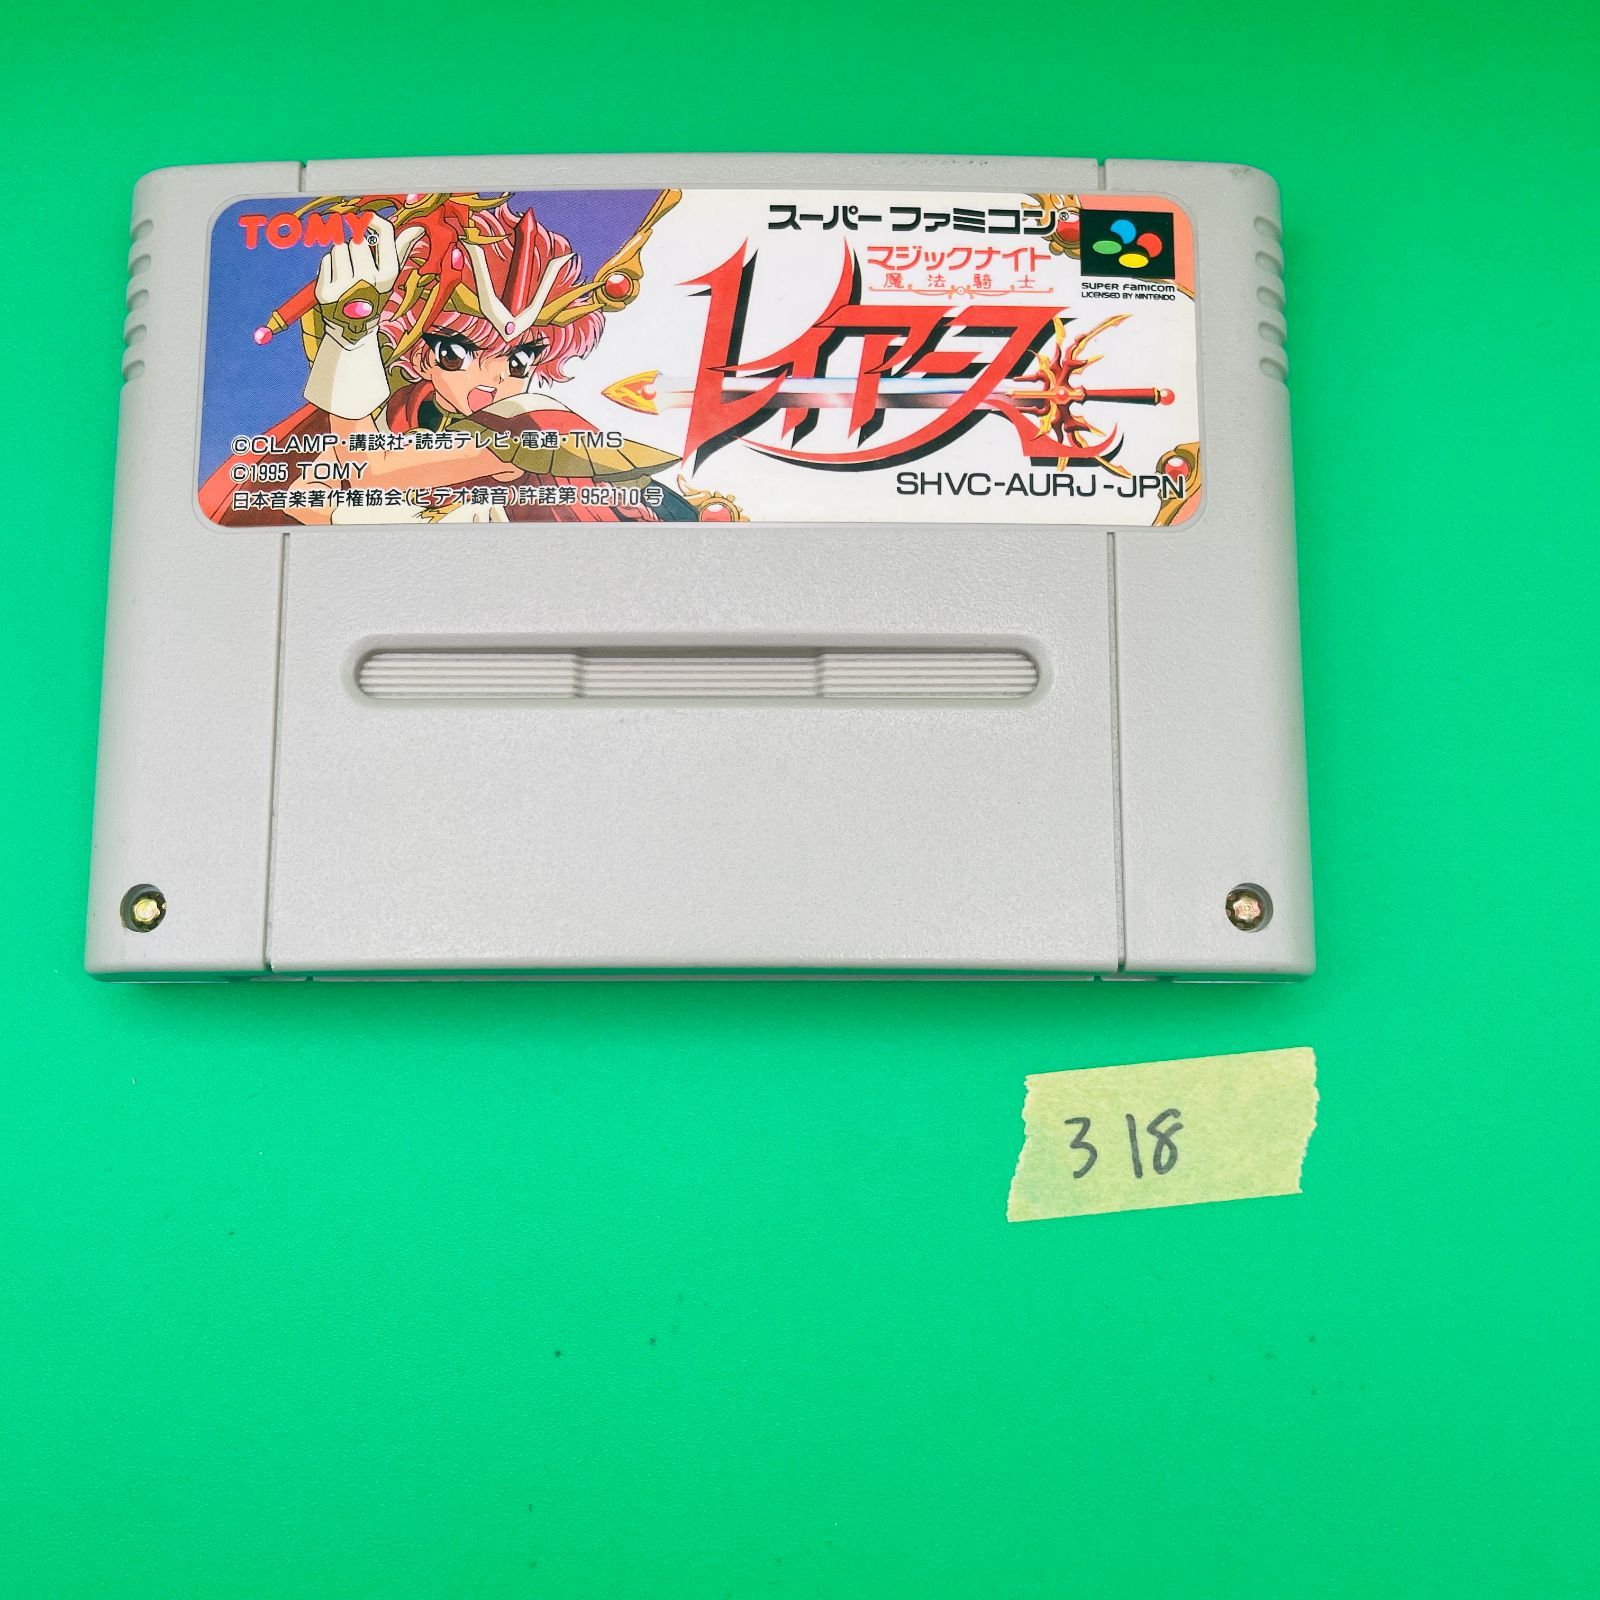 TOMY®
スーパーファミコン®
マジックナイト
魔法騎士
レイアース
SUPER FAMICOM
LICENSED BY NINTENDO
©CLAMP・講談社・読売テレビ・電通・TMS
©1995 TOMY
日本音楽著作権協会(ビデオ録音)許諾第952110号
SHVC-AURJ-JPN
318